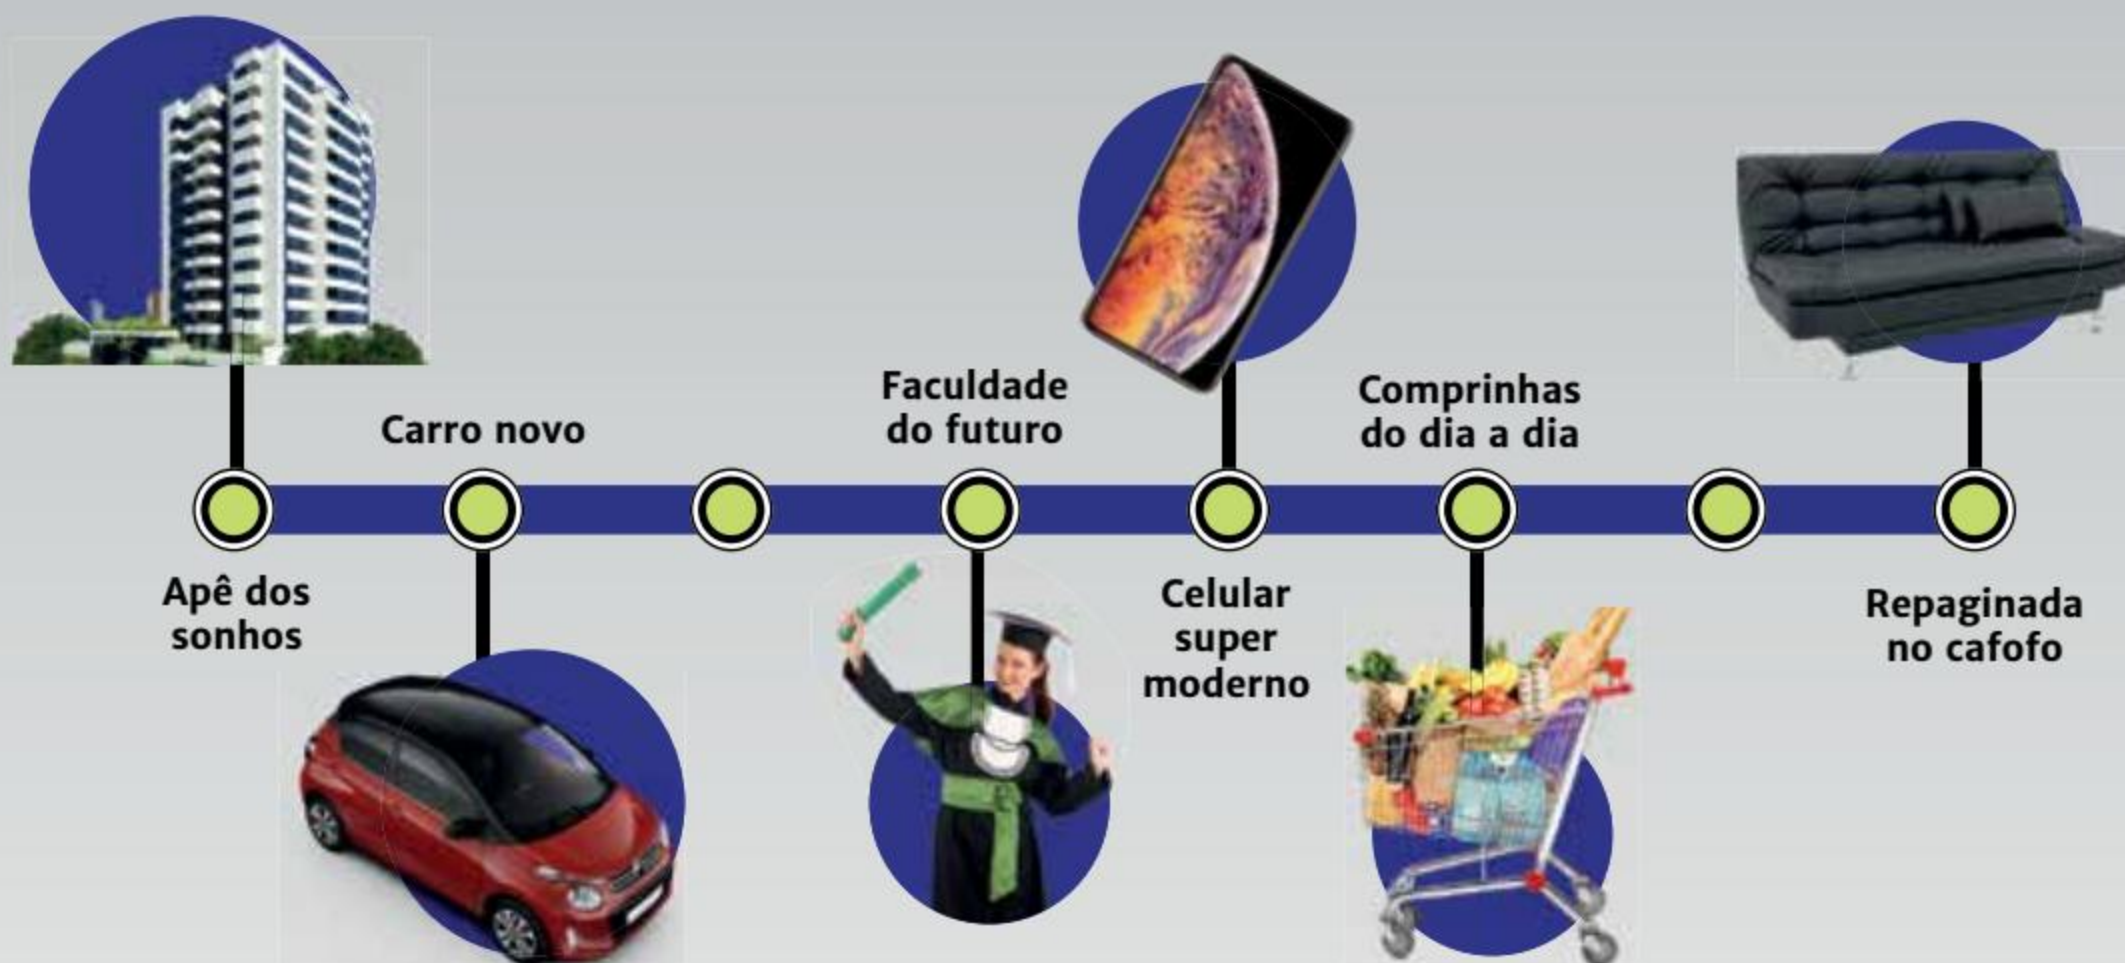 Apê dos
sonhos
Carro novo
Faculdade
do futuro
Celular
super
moderno
Comprinhas
do dia a dia
Repaginada
no cafofo